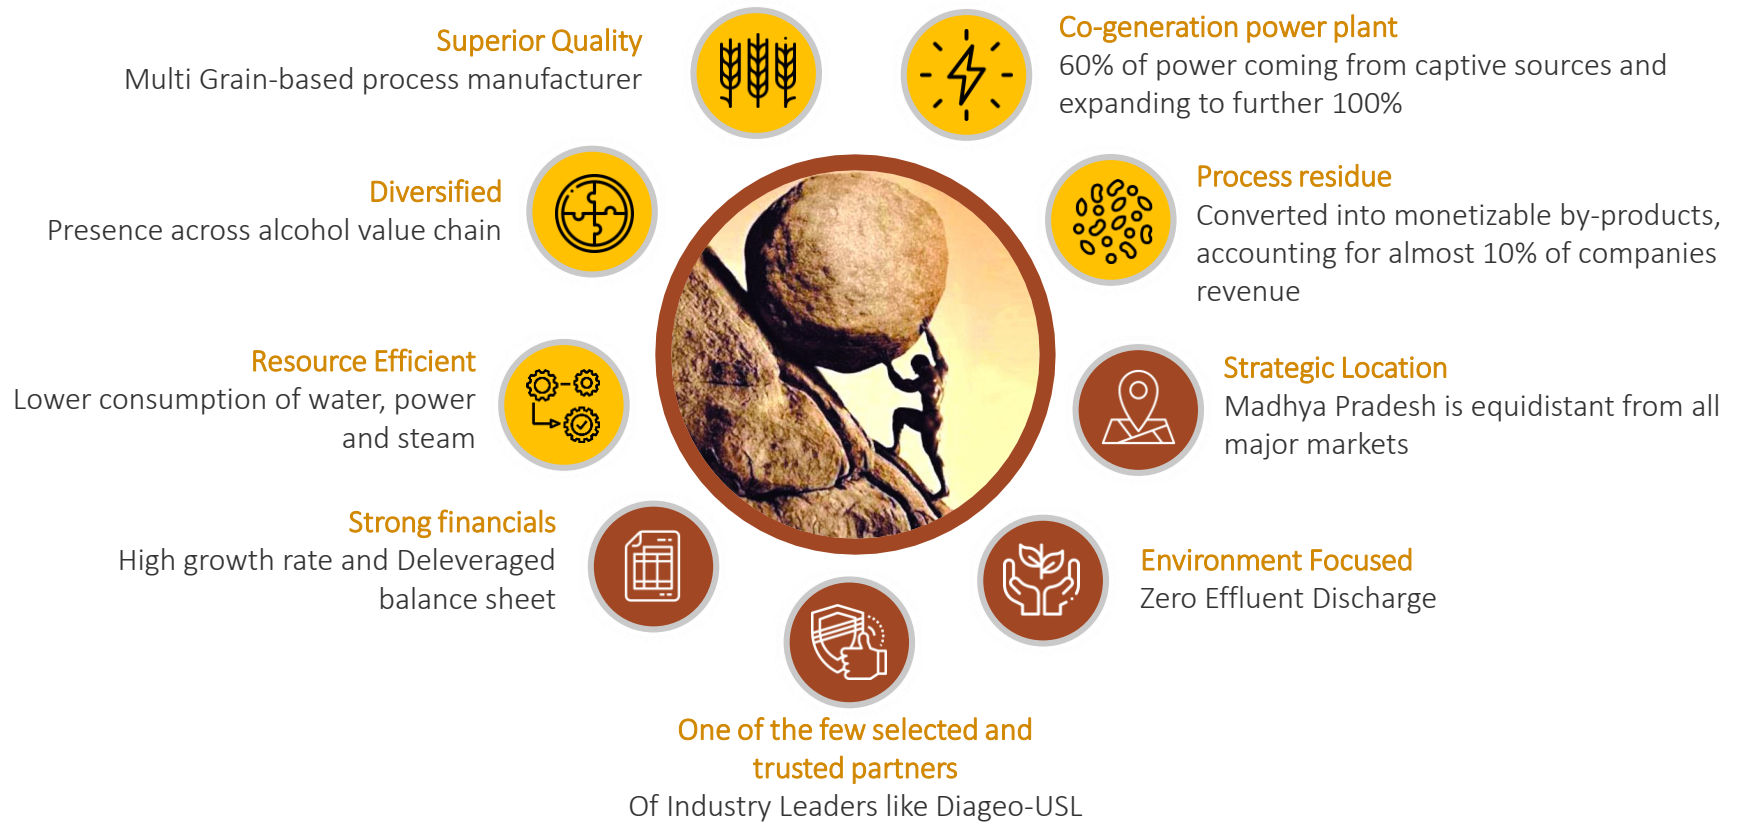 Superior Quality
Multi Grain-based process manufacturer
Co-generation power plant
60% of power coming from captive sources and
expanding to further 100%
Diversified
Presence across alcohol value chain
Process residue
Converted into monetizable by-products,
accounting for almost 10% of companies
revenue
Resource Efficient
Lower consumption of water, power
and steam
Strategic Location
Madhya Pradesh is equidistant from all
major markets
Strong financials
High growth rate and Deleveraged
balance sheet
Environment Focused
Zero Effluent Discharge
One of the few selected and
trusted partners
Of Industry Leaders like Diageo-USL